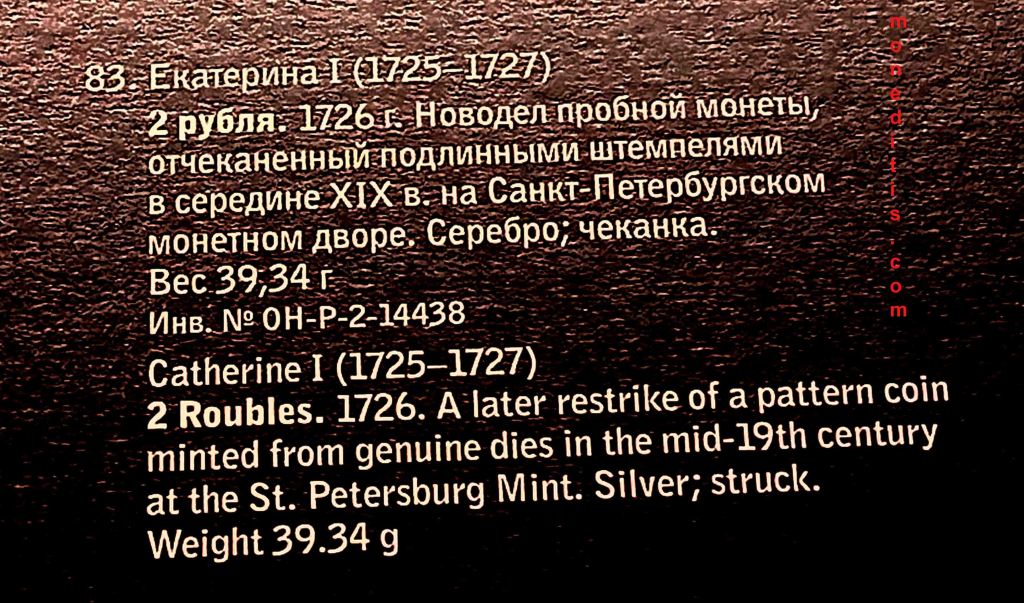 83. Екатерина I (1725–1727)
2 рубля. 1726 г. Новодел пробной монеты,
отчеканенный подлинными штемпелями
в середине XIX в. на Санкт-Петербургском
монетном дворе. Серебро; чеканка.
Вес 39,34 г
Инв. № ОН-Р-2-14438
Catherine I (1725–1727)
2 Roubles. 1726. A later restrike of a pattern coin
minted from genuine dies in the mid-19th century
at the St. Petersburg Mint. Silver; struck.
Weight 39.34 g
monedrtis.com